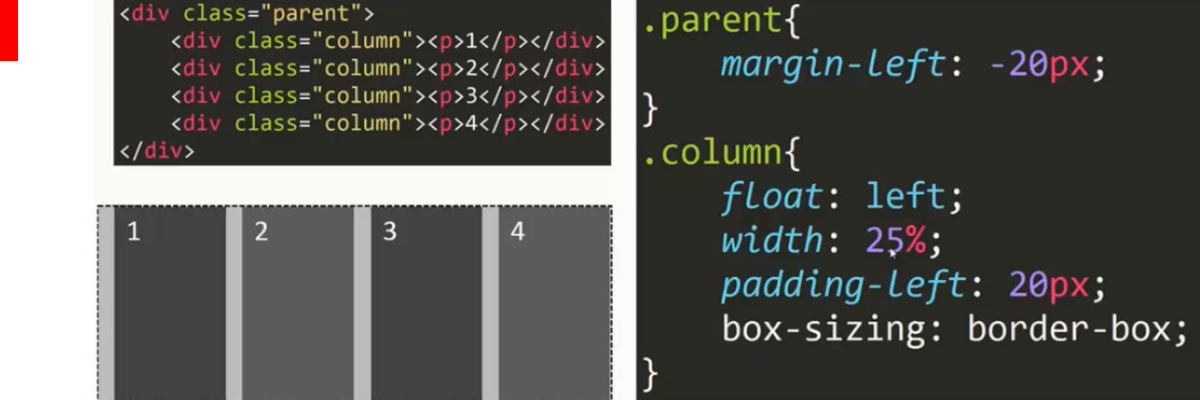 <div class="parent">
    <div class="column"><p>1</p></div>
    <div class="column"><p>2</p></div>
    <div class="column"><p>3</p></div>
    <div class="column"><p>4</p></div>
</div>
1
2
3
4
.parent{
    margin-left: -20px;
}
.column{
    float: left;
    width: 25%;
    padding-left: 20px;
    box-sizing: border-box;
}